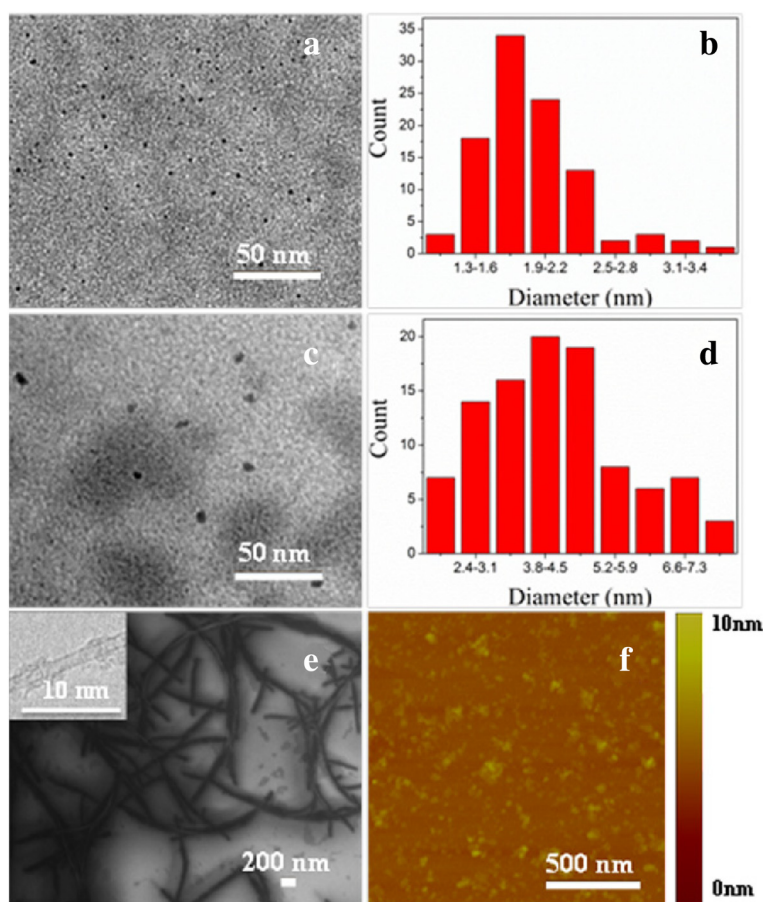 a
50 nm
b
Count
35
30
25
20
15
10
5
0
1.3-1.6 1.9-2.2 2.5-2.8 3.1-3.4
Diameter (nm)
c
50 nm
d
Count
20
15
10
5
0
2.4-3.1 3.8-4.5 5.2-5.9 6.6-7.3
Diameter (nm)
10 nm
e
200 nm
f
500 nm
10nm
0nm